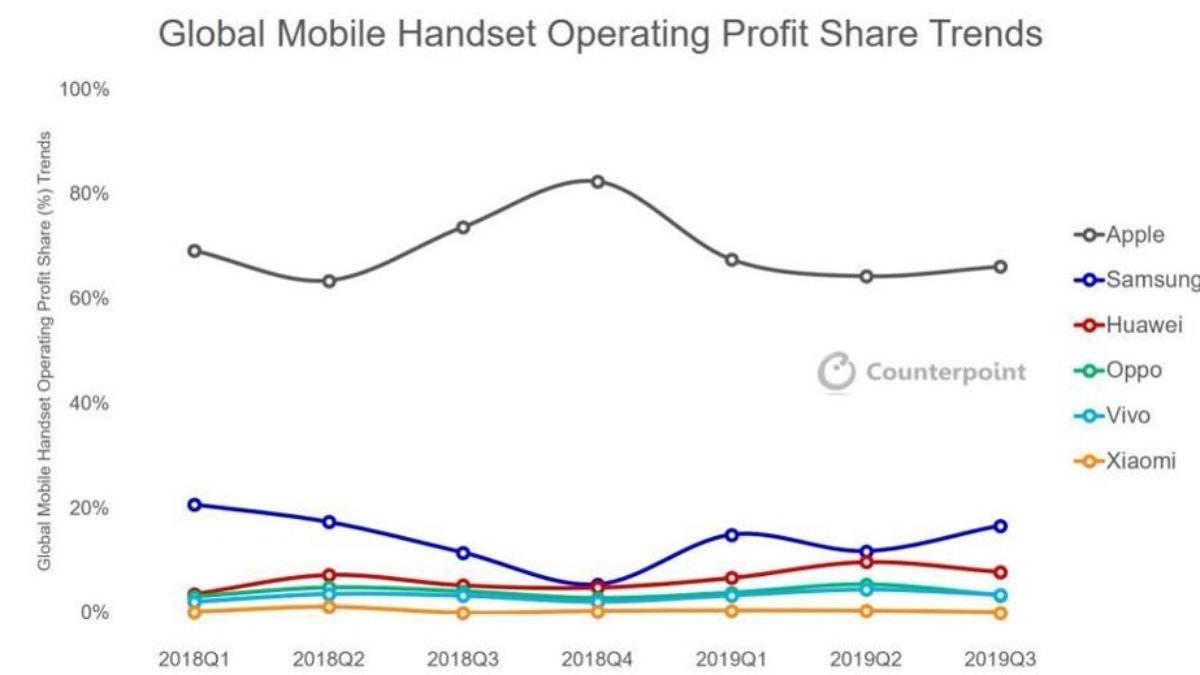 Global Mobile Handset Operating Profit Share Trends
Global Mobile Handset Operating Profit Share (%) Trends
100%
80%
60%
40%
20%
0%
2018Q1 2018Q2 2018Q3 2018Q4 2019Q1 2019Q2 2019Q3
Counterpoint
Apple
Samsung
Huawei
Oppo
Vivo
Xiaomi